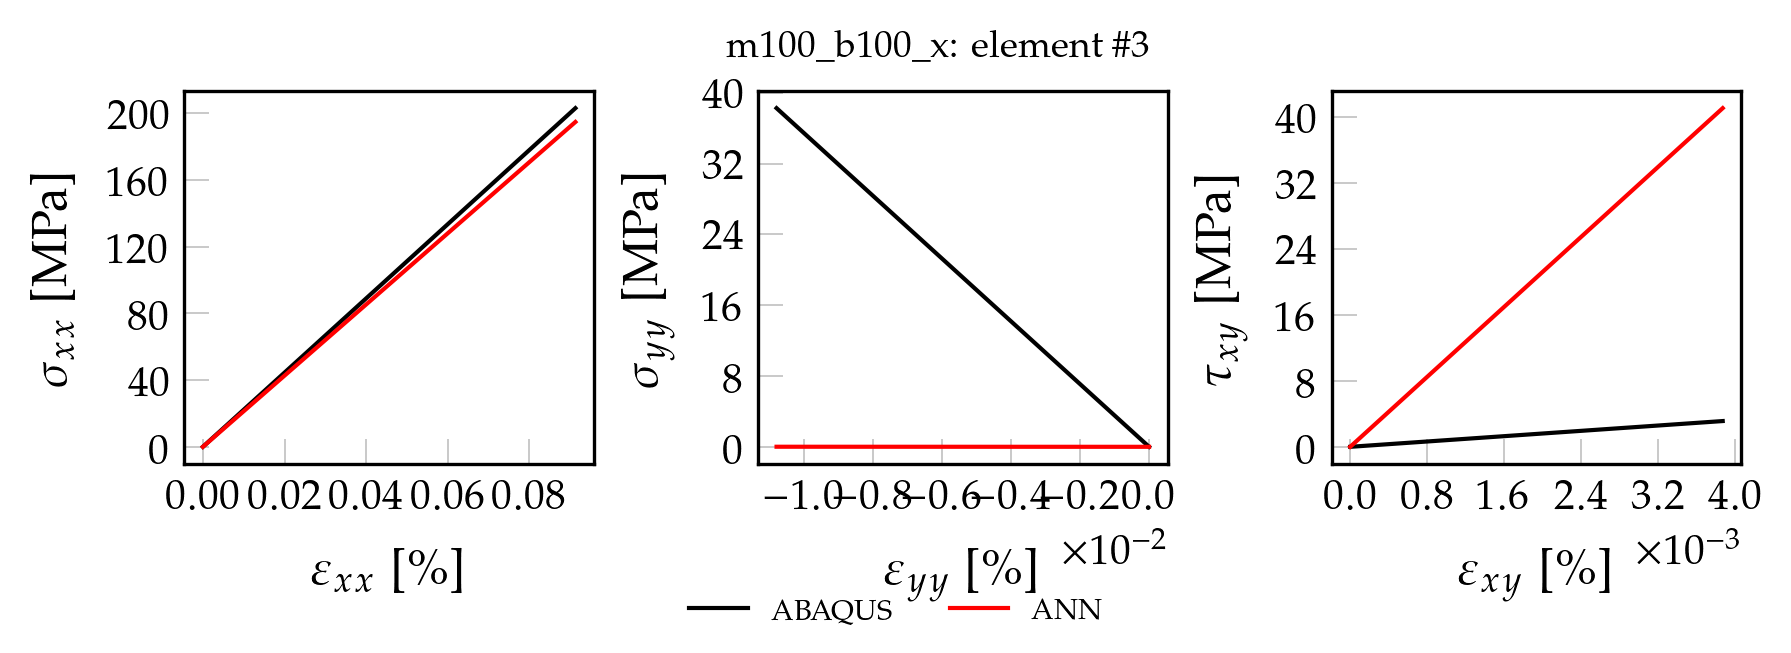 m100_b100_x: element #3
σxx [MPa]
200
160
120
80
40
0
0.00 0.02 0.04 0.06 0.08
εxx [%]
σyy [MPa]
40
32
24
16
8
0
−1.0 −0.8 −0.6 −0.4 −0.2 0.0
×10−2
εyy [%]
τxy [MPa]
40
32
24
16
8
0
0.0 0.8 1.6 2.4 3.2 4.0
×10−3
εxy [%]
ABAQUS ANN